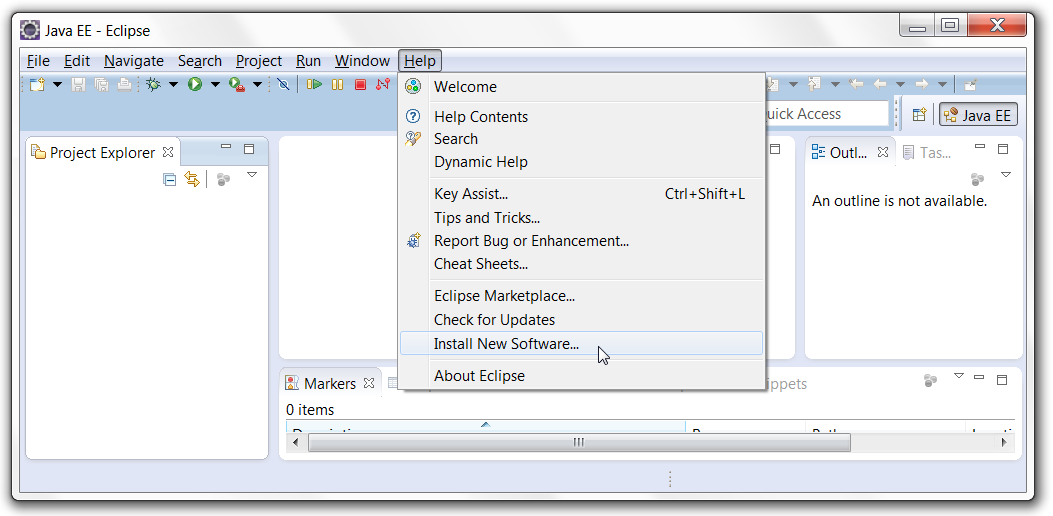 Java EE - Eclipse
File Edit Navigate Search Project Run Window Help
Welcome
Help Contents
Search
Dynamic Help
Key Assist... Ctrl+Shift+L
Tips and Tricks...
Report Bug or Enhancement...
Cheat Sheets...
Eclipse Marketplace...
Check for Updates
Install New Software...
About Eclipse
uick Access
Java EE
Project Explorer
Outl... Tas...
An outline is not available.
Markers
nippets
0 items